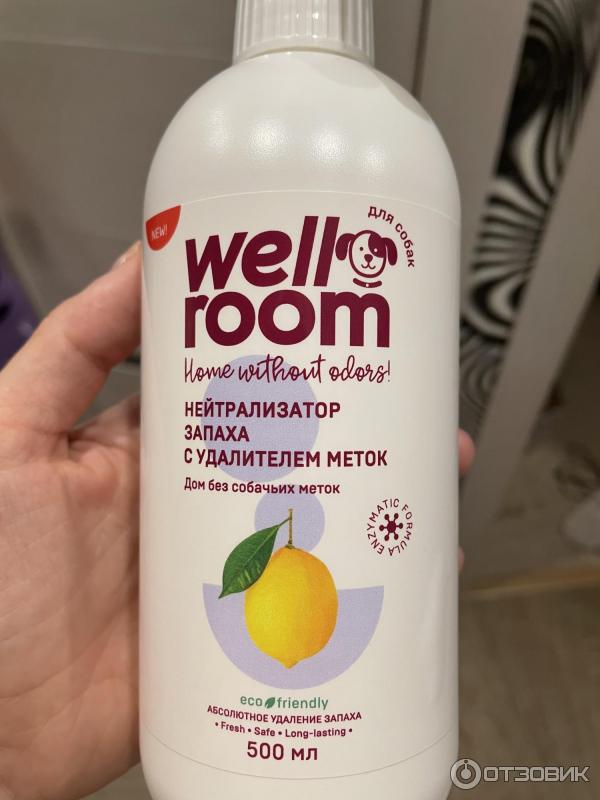 NEW!
для собак
well
room
Home without odors!
НЕЙТРАЛИЗАТОР
ЗАПАХА
С УДАЛИТЕЛЕМ МЕТОК
Дом без собачьих меток
ENZYMATIC FORMULA
eco friendly
АБСОЛЮТНОЕ УДАЛЕНИЕ ЗАПАХА
• Fresh • Safe • Long-lasting •
500 мл
ОТЗОВИК